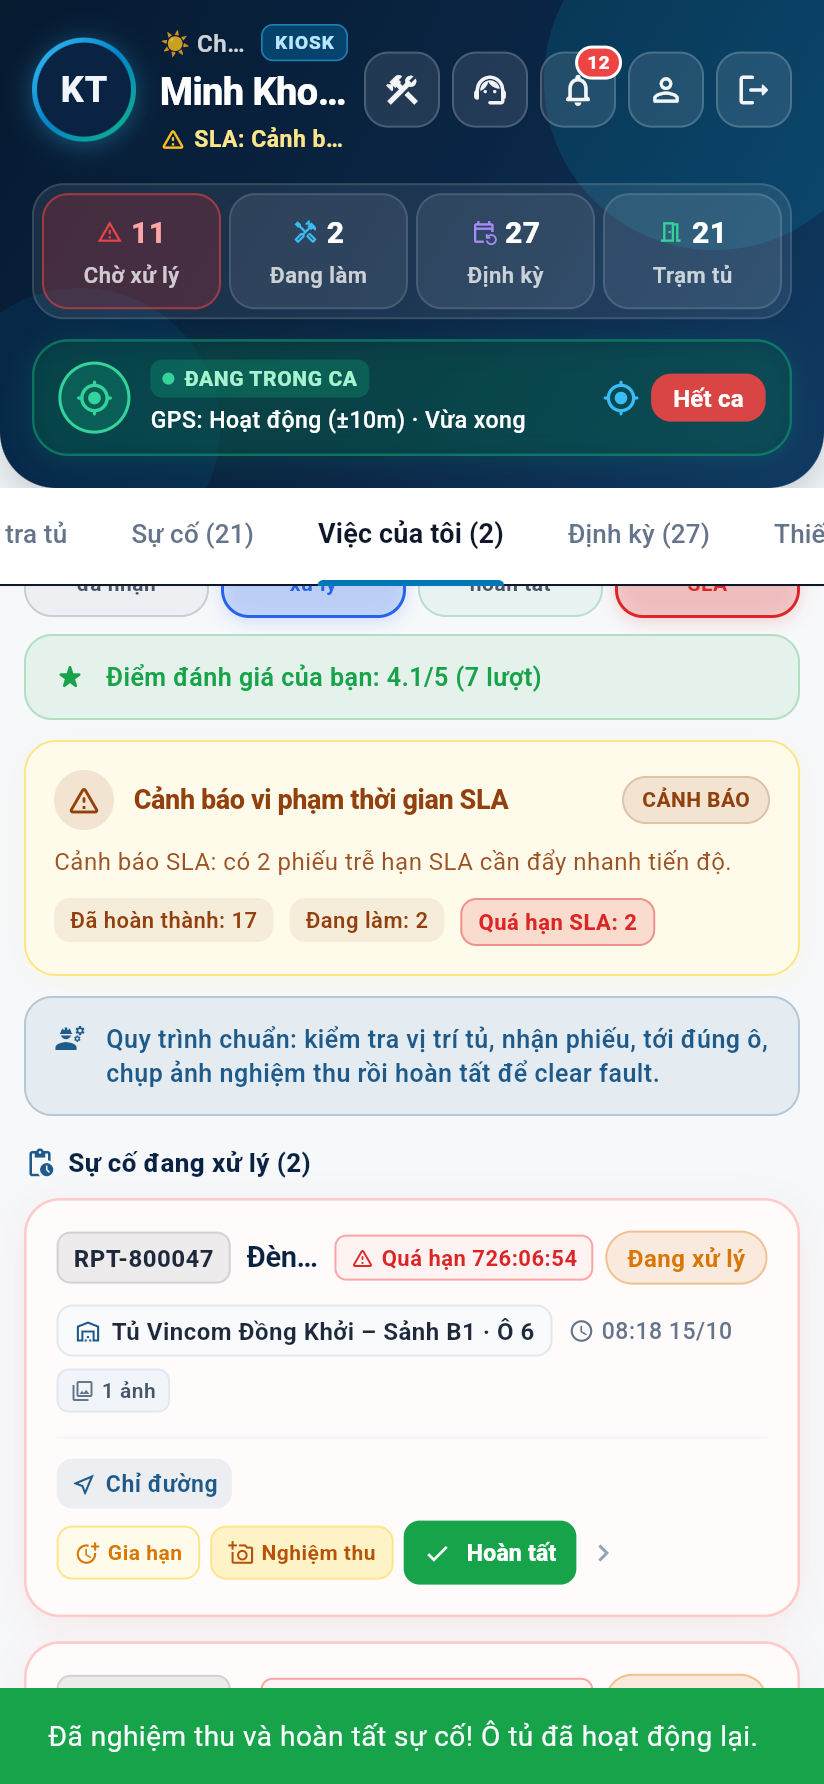 KT
Ch...
KIOSK
Minh Kho...
SLA: Cảnh b...
12
11
Chờ xử lý
2
Đang làm
27
Định kỳ
21
Trạm tủ
ĐANG TRONG CA
GPS: Hoạt động (±10m) · Vừa xong
Hết ca
tra tủ
Sự cố (21)
Việc của tôi (2)
Định kỳ (27)
Thiế
đã nhận
xử lý
hoàn tất
SLA
Điểm đánh giá của bạn: 4.1/5 (7 lượt)
Cảnh báo vi phạm thời gian SLA
CẢNH BÁO
Cảnh báo SLA: có 2 phiếu trễ hạn SLA cần đẩy nhanh tiến độ.
Đã hoàn thành: 17
Đang làm: 2
Quá hạn SLA: 2
Quy trình chuẩn: kiểm tra vị trí tủ, nhận phiếu, tới đúng ô,
chụp ảnh nghiệm thu rồi hoàn tất để clear fault.
Sự cố đang xử lý (2)
RPT-800047
Đèn...
Quá hạn 726:06:54
Đang xử lý
Tủ Vincom Đồng Khởi – Sảnh B1 · Ô 6
08:18 15/10
1 ảnh
Chỉ đường
Gia hạn
Nghiệm thu
Hoàn tất
Đã nghiệm thu và hoàn tất sự cố! Ô tủ đã hoạt động lại.